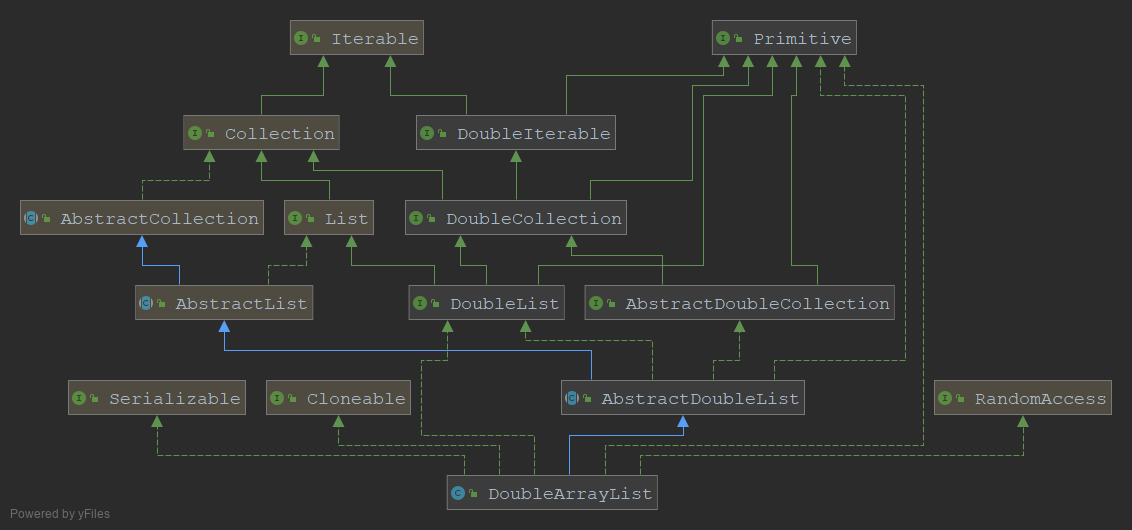 Iterable
Primitive
Collection
DoubleIterable
AbstractCollection
List
DoubleCollection
AbstractList
DoubleList
AbstractDoubleCollection
Serializable
Cloneable
AbstractDoubleList
RandomAccess
DoubleArrayList
Powered by yFiles